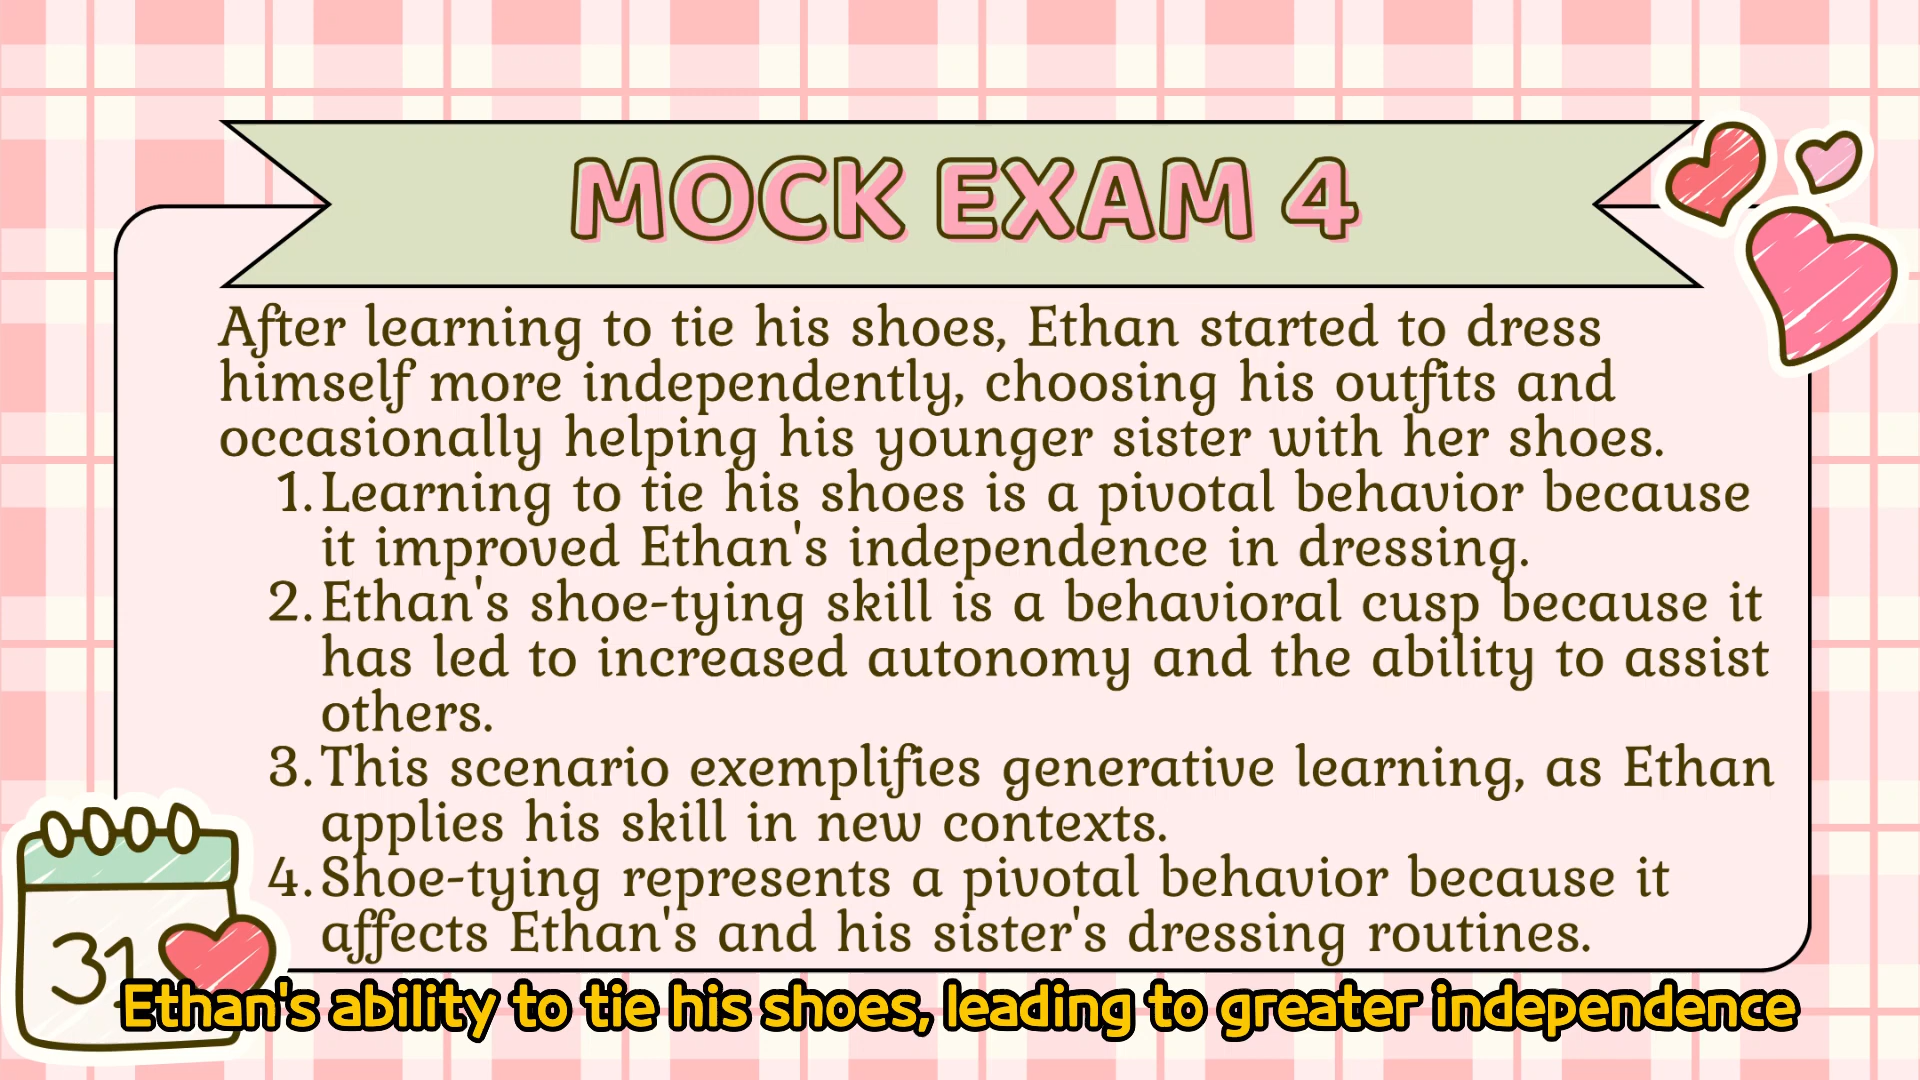 MOCK EXAM 4
After learning to tie his shoes, Ethan started to dress
himself more independently, choosing his outfits and
occasionally helping his younger sister with her shoes.
1. Learning to tie his shoes is a pivotal behavior because
it improved Ethan's independence in dressing.
2. Ethan's shoe-tying skill is a behavioral cusp because it
has led to increased autonomy and the ability to assist
others.
3. This scenario exemplifies generative learning, as Ethan
applies his skill in new contexts.
4. Shoe-tying represents a pivotal behavior because it
affects Ethan's and his sister's dressing routines.
31
Ethan's ability to tie his shoes, leading to greater independence